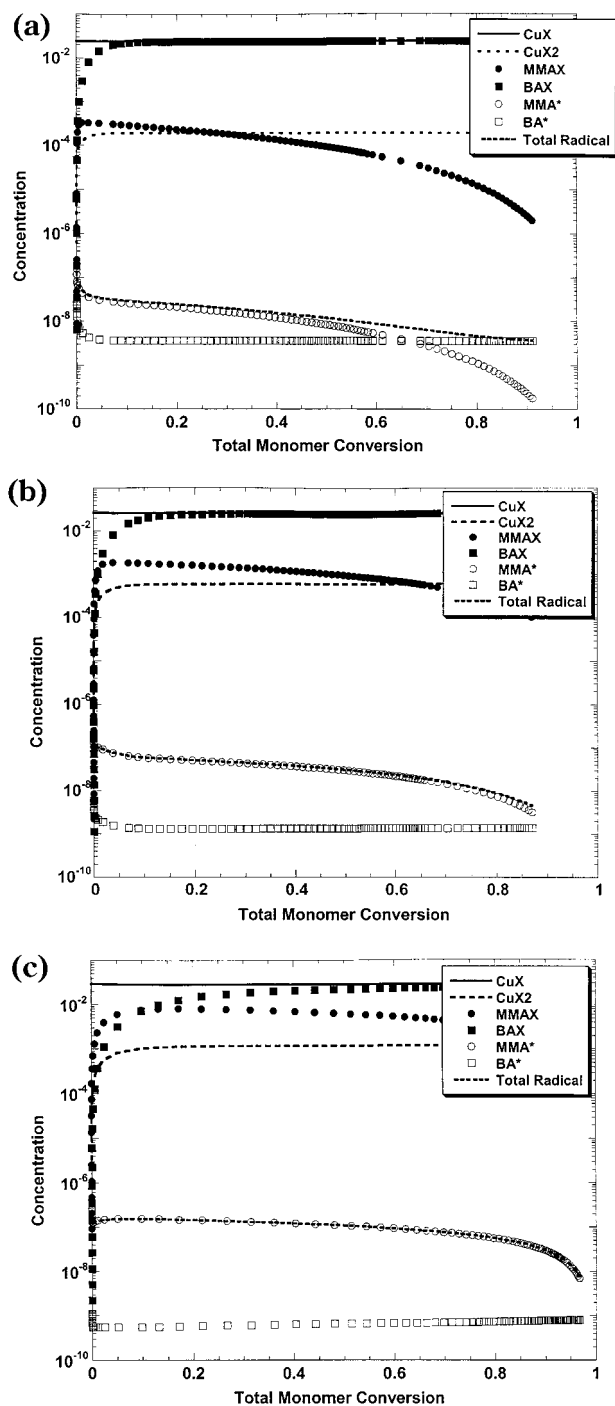 (a)
CuX
CuX2
MMAX
BAX
MMA*
BA*
Total Radical
10⁻²
10⁻⁴
10⁻⁶
10⁻⁸
10⁻¹⁰
Concentration
0 0.2 0.4 0.6 0.8 1
Total Monomer Conversion
(b)
CuX
CuX2
MMAX
BAX
MMA*
BA*
Total Radical
10⁻²
10⁻⁴
10⁻⁶
10⁻⁸
10⁻¹⁰
Concentration
0 0.2 0.4 0.6 0.8 1
Total Monomer Conversion
(c)
CuX
CuX2
MMAX
BAX
MMA*
BA*
Total Radical
10⁻²
10⁻⁴
10⁻⁶
10⁻⁸
10⁻¹⁰
Concentration
0 0.2 0.4 0.6 0.8 1
Total Monomer Conversion